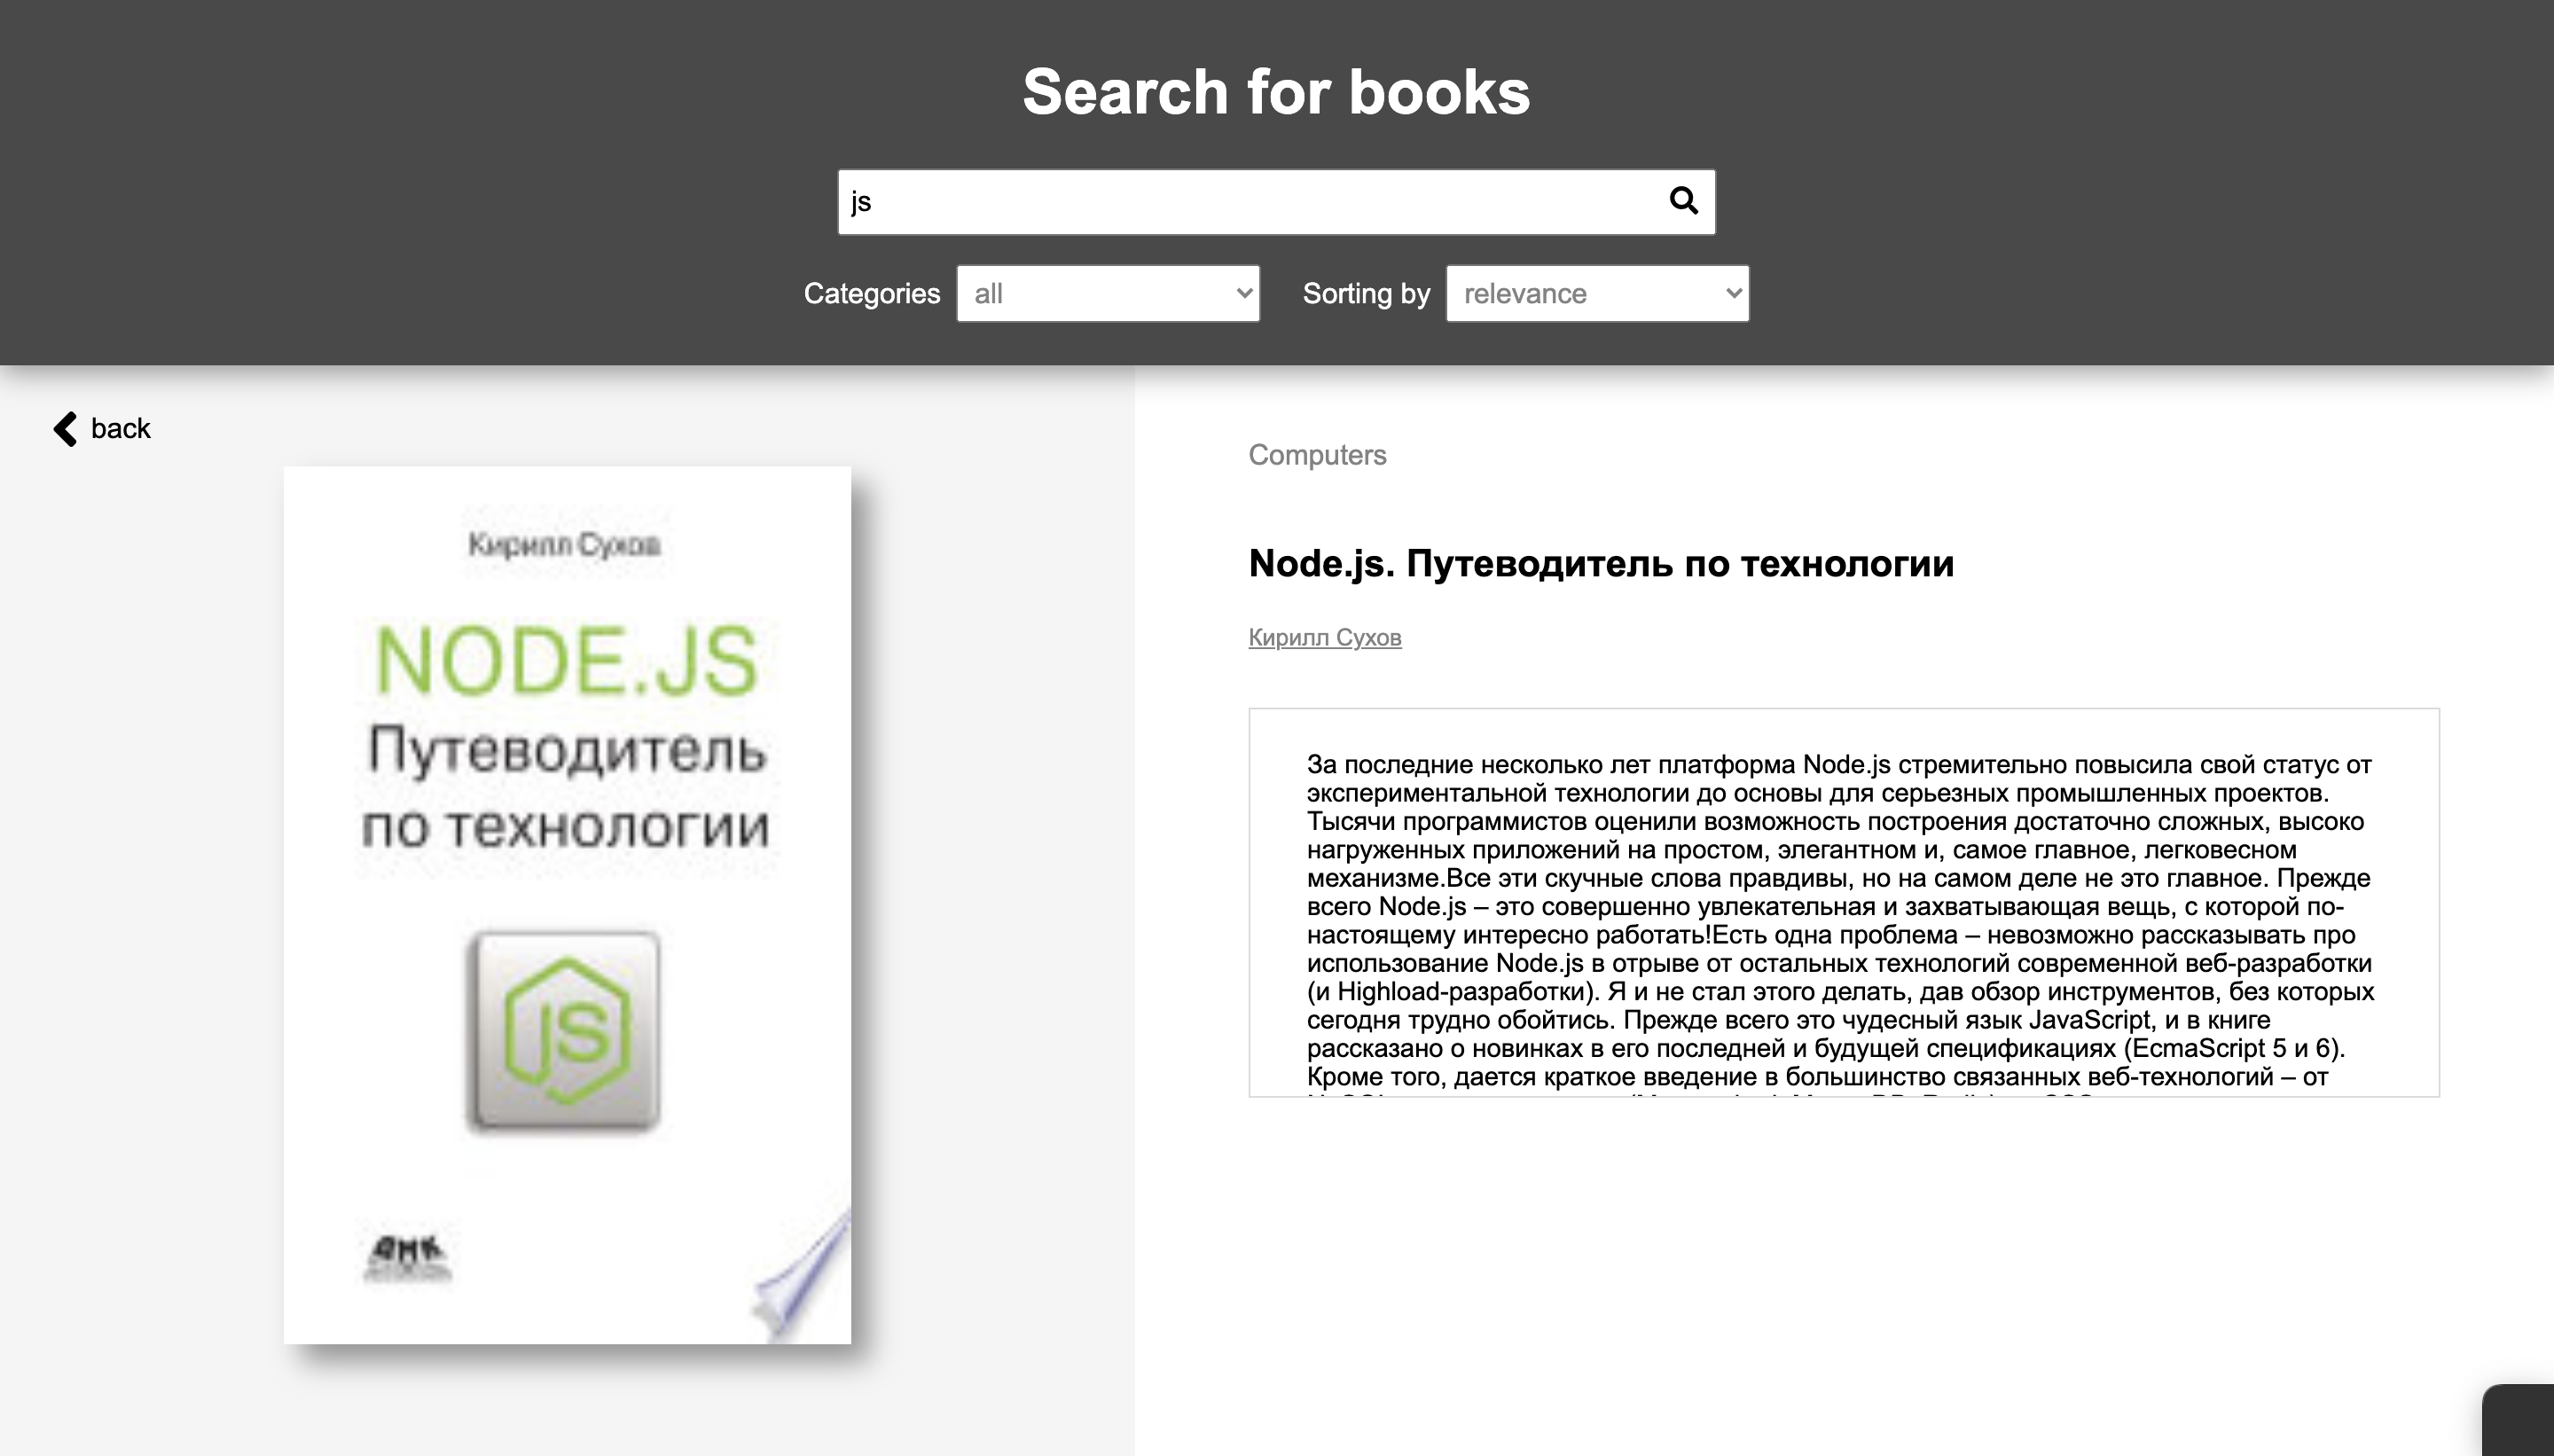 Search for books
js
Categories all Sorting by relevance
back
Кирилл Сухов
NODE.JS
Путеводитель
по технологии
JS
ДМК
Computers
Node.js. Путеводитель по технологии
Кирилл Сухов
За последние несколько лет платформа Node.js стремительно повысила свой статус от
экспериментальной технологии до основы для серьезных промышленных проектов.
Тысячи программистов оценили возможность построения достаточно сложных, высоко
нагруженных приложений на простом, элегантном и, самое главное, легковесном
механизме.Все эти скучные слова правдивы, но на самом деле не это главное. Прежде
всего Node.js – это совершенно увлекательная и захватывающая вещь, с которой по-
настоящему интересно работать!Есть одна проблема – невозможно рассказывать про
использование Node.js в отрыве от остальных технологий современной веб-разработки
(и Highload-разработки). Я и не стал этого делать, дав обзор инструментов, без которых
сегодня трудно обойтись. Прежде всего это чудесный язык JavaScript, и в книге
рассказано о новинках в его последней и будущей спецификациях (EcmaScript 5 и 6).
Кроме того, дается краткое введение в большинство связанных веб-технологий – от